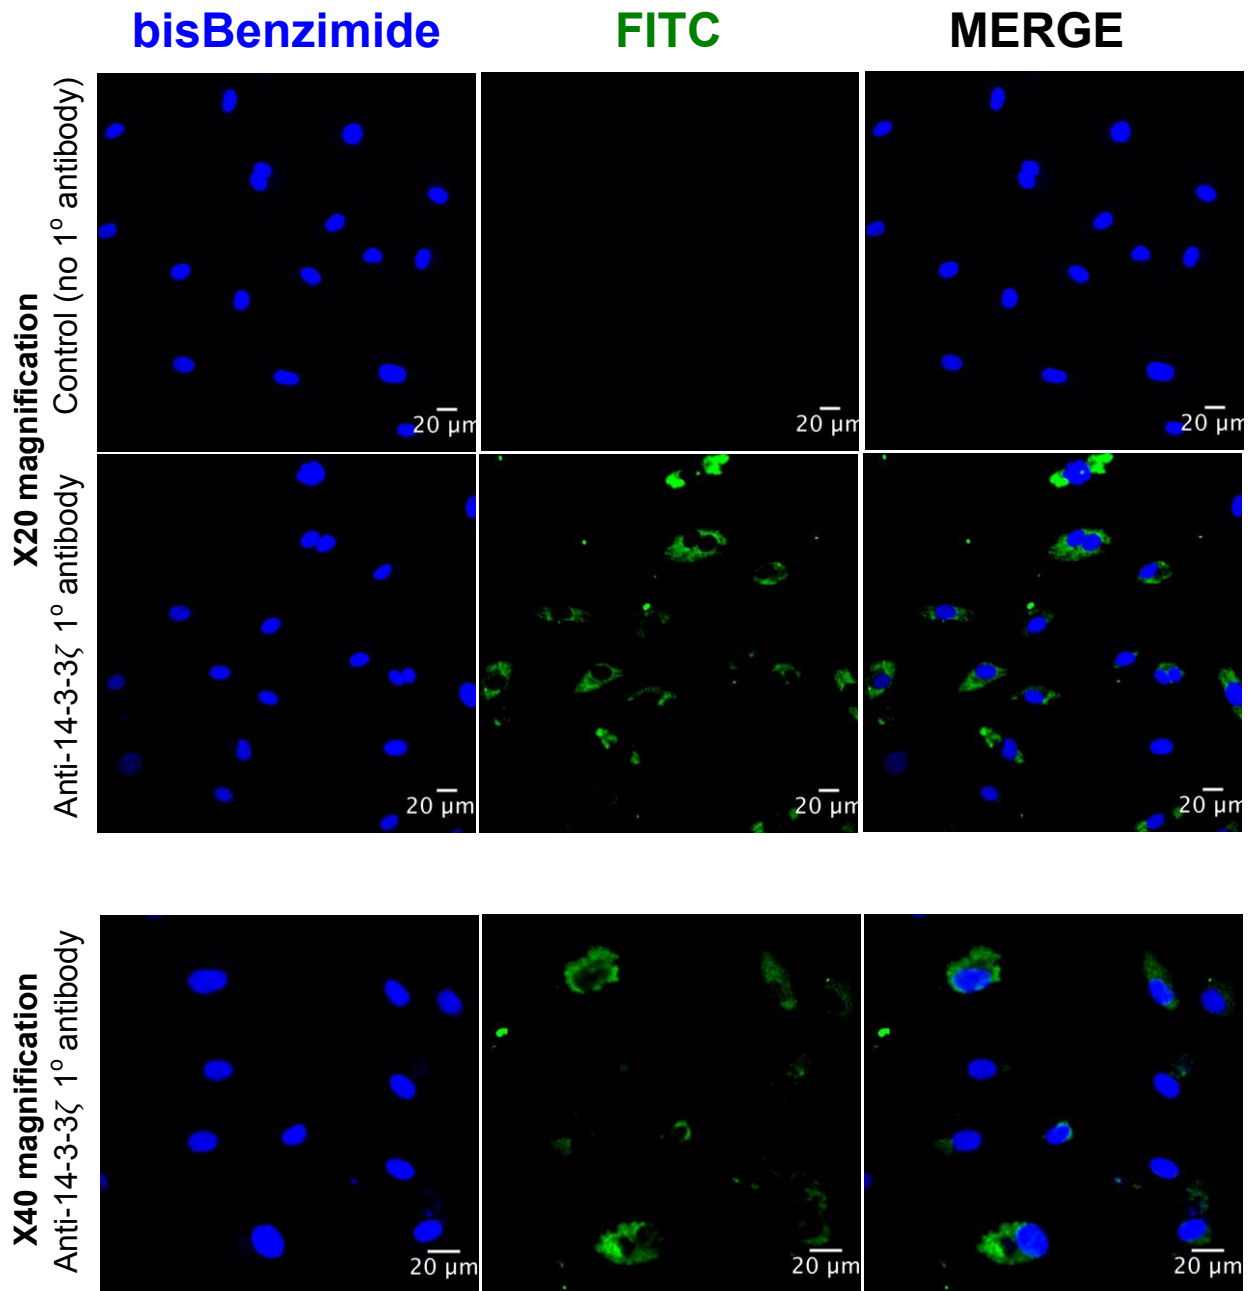 bisBenzimide FITC MERGE
X20 magnification
Control (no 1° antibody)
20 µm 20 µm 20 µm
Anti-14-3-3ζ 1° antibody
20 µm 20 µm 20 µm
X40 magnification
Anti-14-3-3ζ 1° antibody
20 µm 20 µm 20 µm